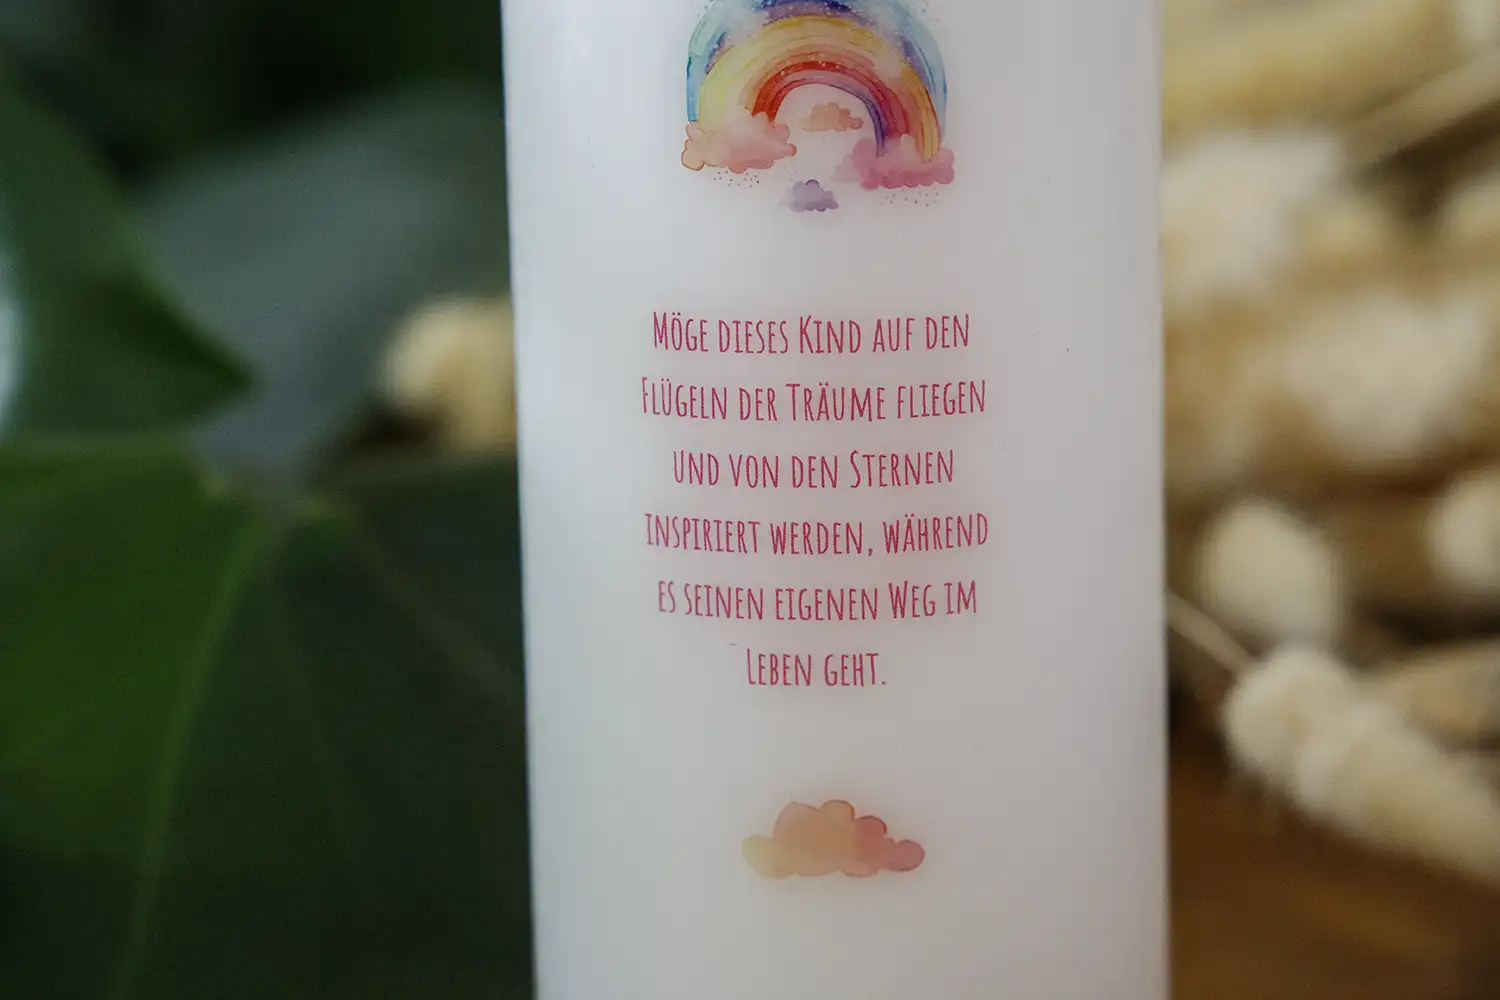 Möge dieses Kind auf den
Flügeln der Träume fliegen
und von den Sternen
inspiriert werden, während
es seinen eigenen Weg im
Leben geht.